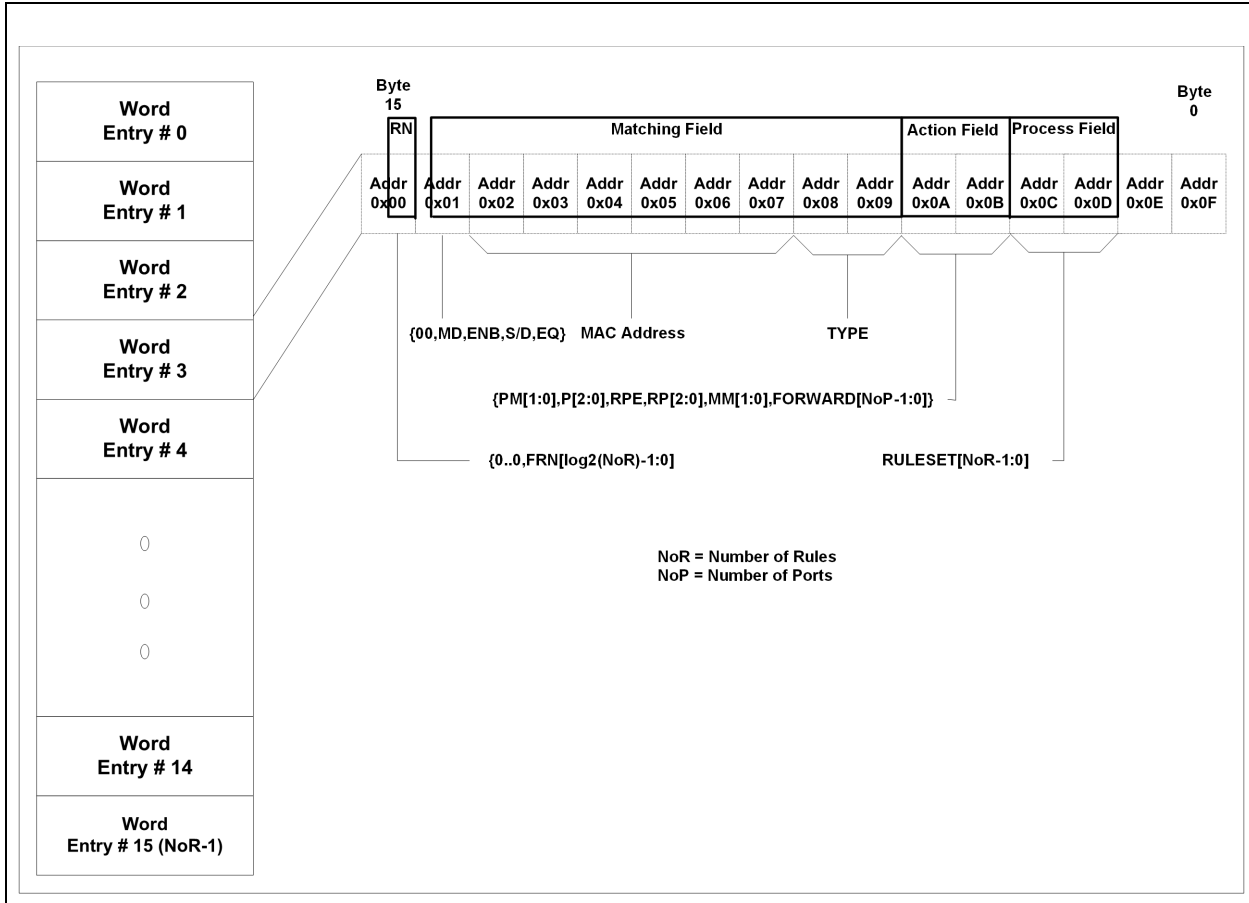 Word
Entry # 0
Word
Entry # 1
Word
Entry # 2
Word
Entry # 3
Word
Entry # 4
0
0
0
Word
Entry # 14
Word
Entry # 15 (NoR-1)
Byte
15
Byte
0
RN
Matching Field
Action Field
Process Field
Addr
0x00
Addr
0x01
Addr
0x02
Addr
0x03
Addr
0x04
Addr
0x05
Addr
0x06
Addr
0x07
Addr
0x08
Addr
0x09
Addr
0x0A
Addr
0x0B
Addr
0x0C
Addr
0x0D
Addr
0x0E
Addr
0x0F
{00,MD,ENB,S/D,EQ}
MAC Address
TYPE
{PM[1:0],P[2:0],RPE,RP[2:0],MM[1:0],FORWARD[NoP-1:0]}
{0..0,FRN[log2(NoR)-1:0]
RULESET[NoR-1:0]
NoR = Number of Rules
NoP = Number of Ports